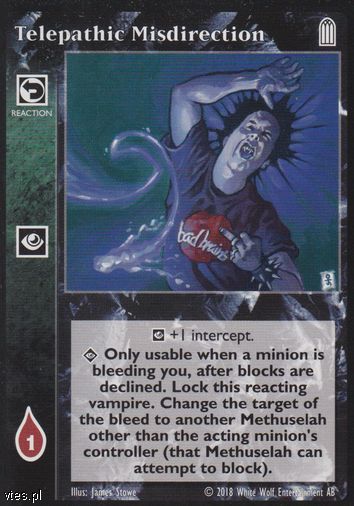 Telepathic Misdirection
REACTION
bad brains
+1 intercept.
Only usable when a minion is
bleeding you, after blocks are
declined. Lock this reacting
vampire. Change the target of
the bleed to another Methuselah
other than the acting minion's
controller (that Methuselah can
attempt to block).
1
Illus: James Stowe
© 2018 White Wolf Entertainment AB
vtes.pl